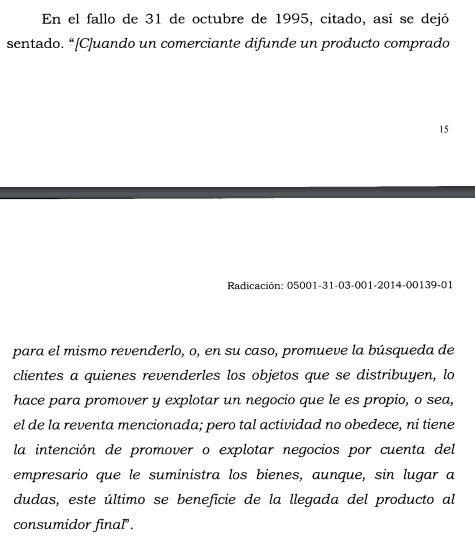 En el fallo de 31 de octubre de 1995, citado, así se dejó
sentado. “[C]uando un comerciante difunde un producto comprado
15
Radicación: 05001-31-03-001-2014-00139-01
para el mismo revenderlo, o, en su caso, promueve la búsqueda de
clientes a quienes revenderles los objetos que se distribuyen, lo
hace para promover y explotar un negocio que le es propio, o sea,
el de la reventa mencionada; pero tal actividad no obedece, ni tiene
la intención de promover o explotar negocios por cuenta del
empresario que le suministra los bienes, aunque, sin lugar a
dudas, este último se beneficie de la llegada del producto al
consumidor final”.